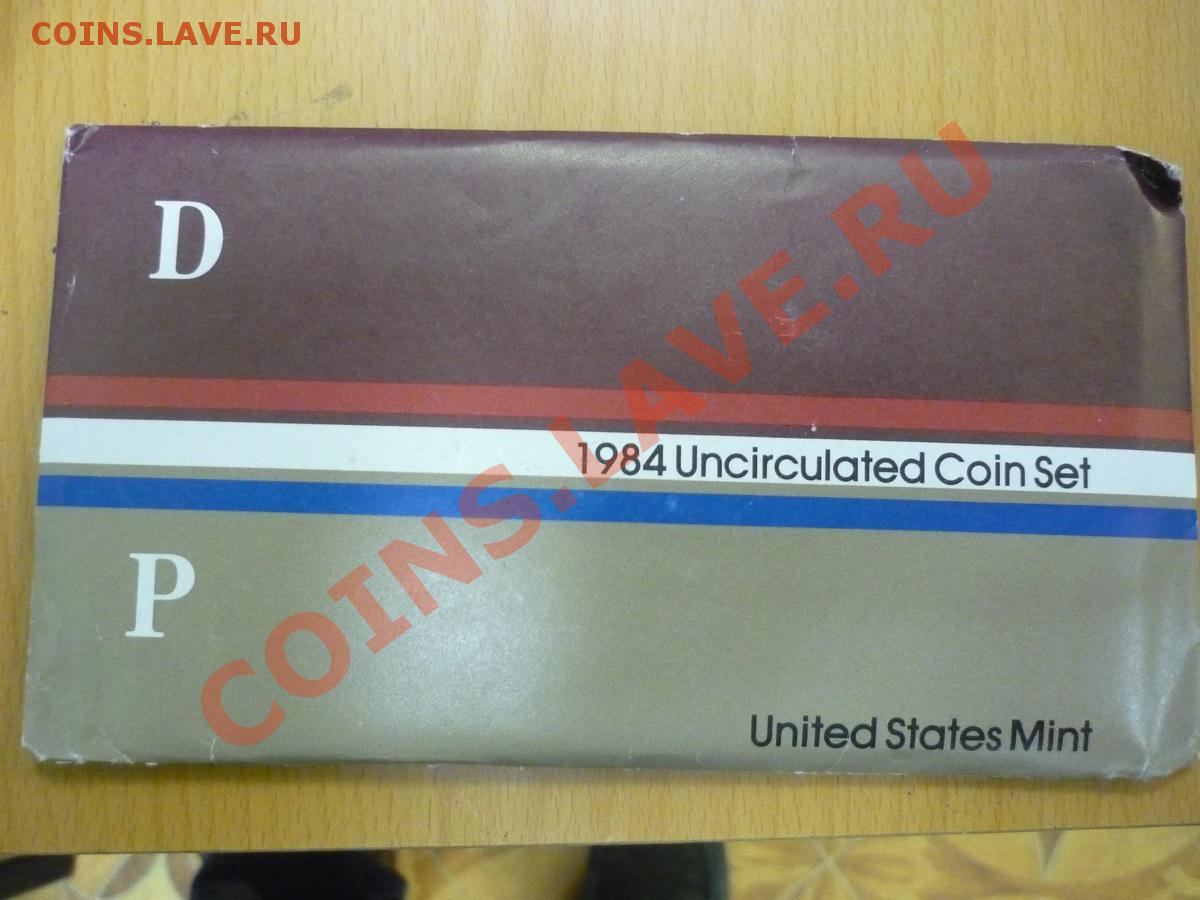 COINS.LAVE.RU
D
1984 Uncirculated Coin Set
P
United States Mint
COINS.LAVE.RU